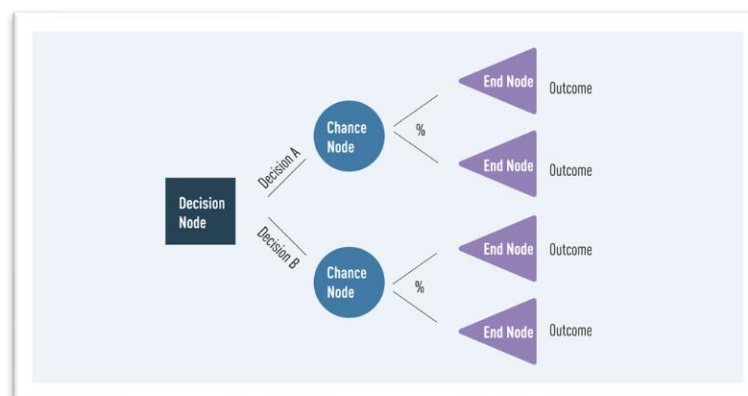 Decision
Node
Decision A
Decision B
Chance
Node
%
Chance
Node
%
End Node
Outcome
End Node
Outcome
End Node
Outcome
End Node
Outcome